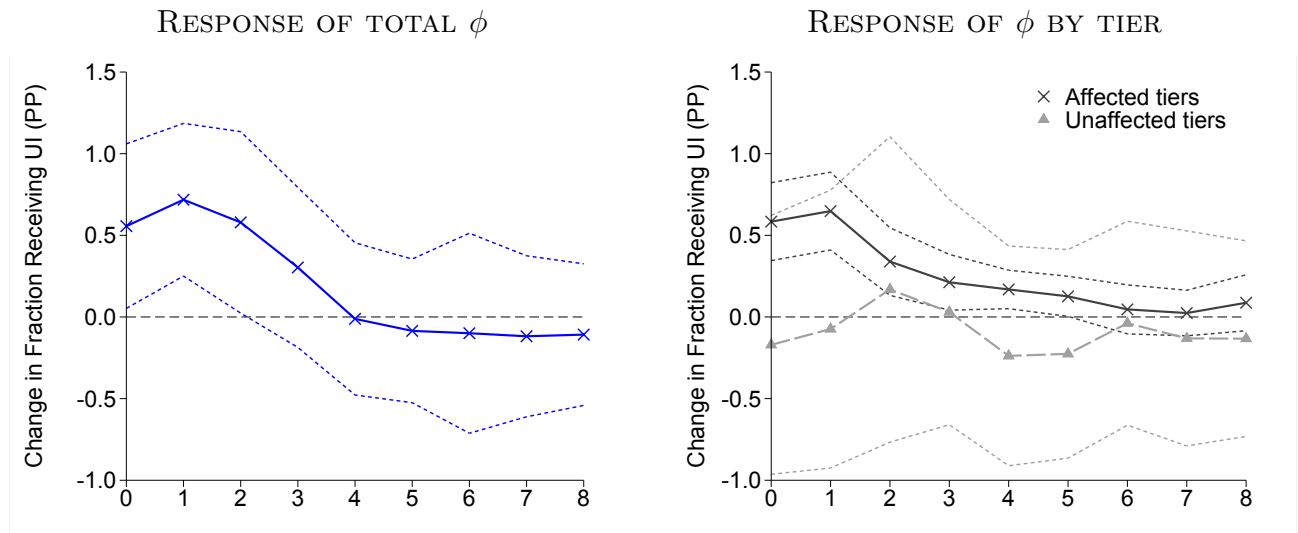 Response of total ϕ
Change in Fraction Receiving UI (PP)
1.5
1.0
0.5
0.0
-0.5
-1.0
0 1 2 3 4 5 6 7 8
Response of ϕ by tier
Change in Fraction Receiving UI (PP)
1.5
1.0
0.5
0.0
-0.5
-1.0
Affected tiers
Unaffected tiers
0 1 2 3 4 5 6 7 8